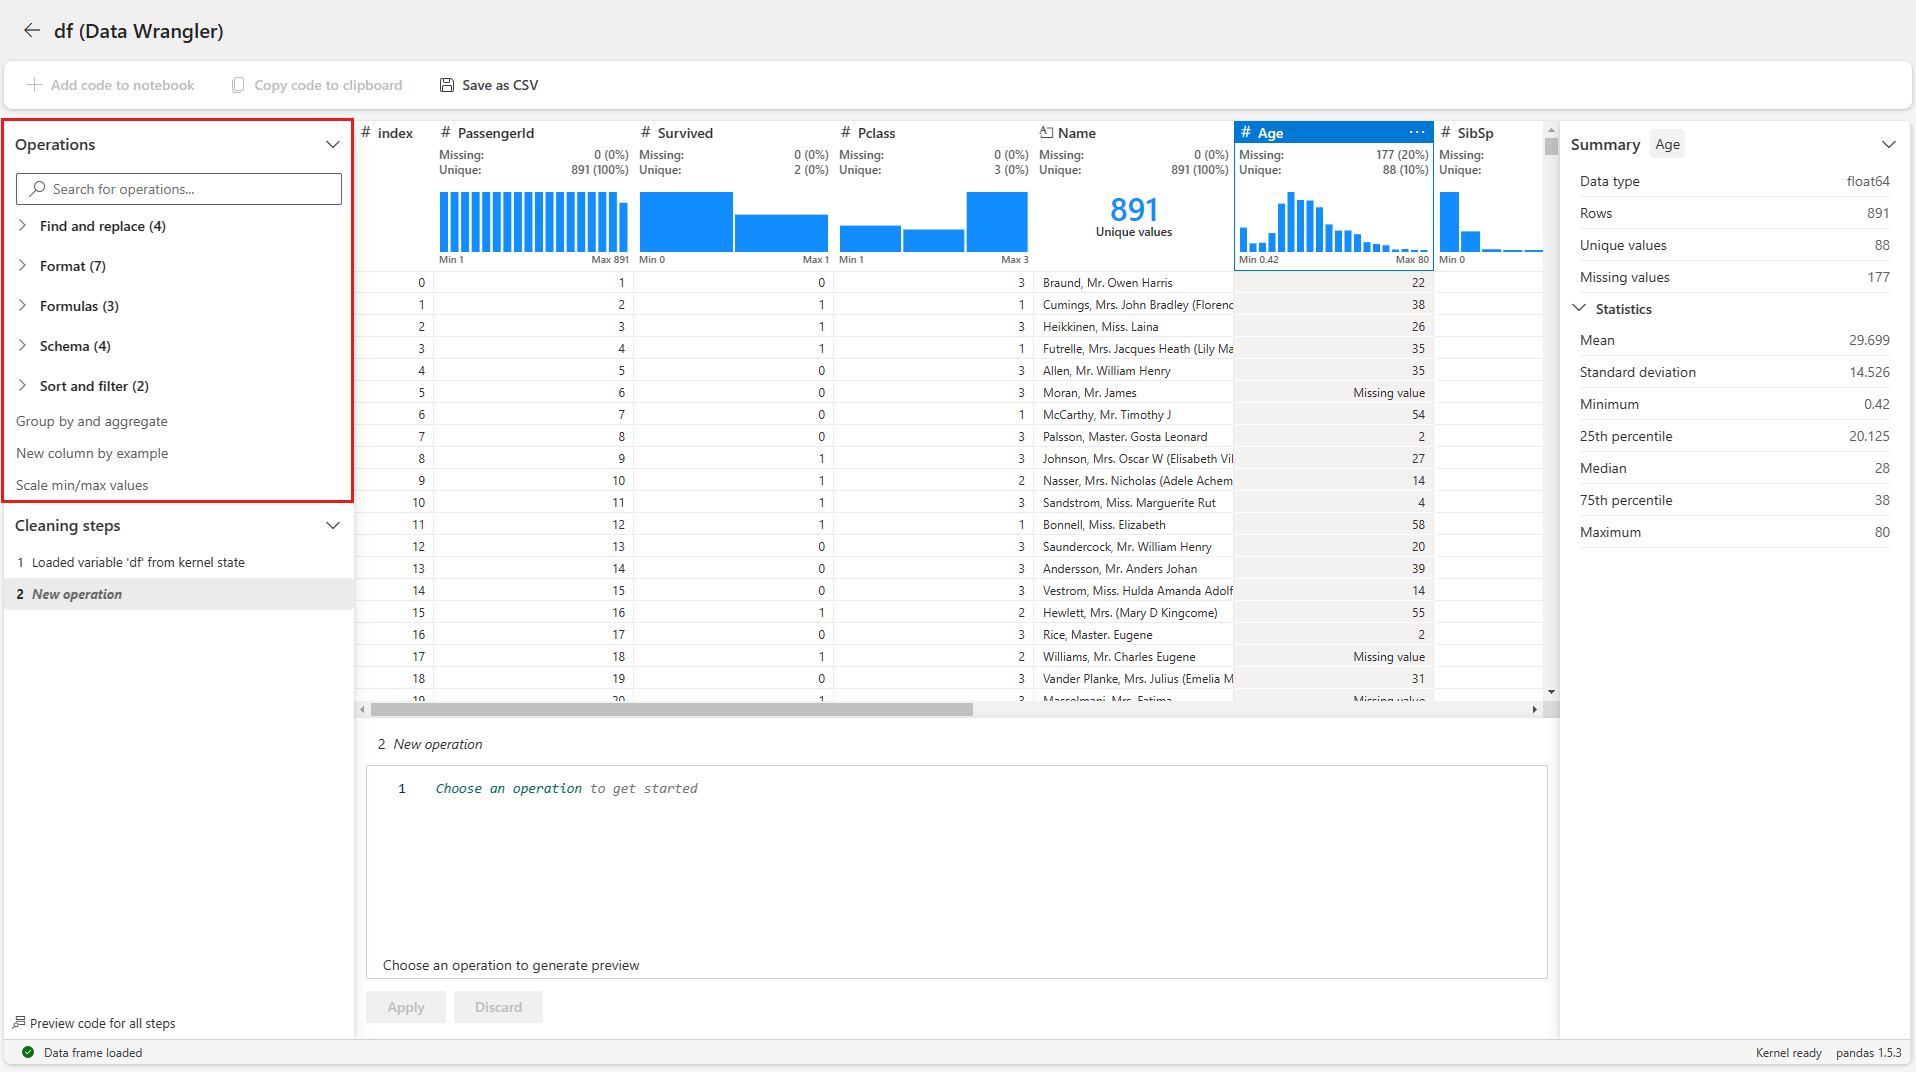 df (Data Wrangler)
Add code to notebook Copy code to clipboard Save as CSV
Operations
Search for operations...
Find and replace (4)
Format (7)
Formulas (3)
Schema (4)
Sort and filter (2)
Group by and aggregate
New column by example
Scale min/max values
Cleaning steps
1 Loaded variable 'df' from kernel state
2 New operation
Preview code for all steps
# index # PassengerId # Survived # Pclass Name # Age ... # SibSp
Missing: 0 (0%) Missing: 0 (0%) Missing: 0 (0%) Missing: 0 (0%) Missing: 177 (20%) Missing:
Unique: 891 (100%) Unique: 2 (0%) Unique: 3 (0%) Unique: 891 (100%) Unique: 88 (10%) Unique:
891
Unique values
Min 1 Max 891 Min 0 Max 1 Min 1 Max 3 Min 0.42 Max 80 Min 0
0 1 0 3 Braund, Mr. Owen Harris 22
1 2 1 1 Cumings, Mrs. John Bradley (Florenc 38
2 3 1 3 Heikkinen, Miss. Laina 26
3 4 1 1 Futrelle, Mrs. Jacques Heath (Lily Ma 35
4 5 0 3 Allen, Mr. William Henry 35
5 6 0 3 Moran, Mr. James Missing value
6 7 0 1 McCarthy, Mr. Timothy J 54
7 8 0 3 Palsson, Master. Gosta Leonard 2
8 9 1 3 Johnson, Mrs. Oscar W (Elisabeth Vil 27
9 10 1 2 Nasser, Mrs. Nicholas (Adele Achem 14
10 11 1 3 Sandstrom, Miss. Marguerite Rut 4
11 12 1 1 Bonnell, Miss. Elizabeth 58
12 13 0 3 Saundercock, Mr. William Henry 20
13 14 0 3 Andersson, Mr. Anders Johan 39
14 15 0 3 Vestrom, Miss. Hulda Amanda Adolf 14
15 16 1 2 Hewlett, Mrs. (Mary D Kingcome) 55
16 17 0 3 Rice, Master. Eugene 2
17 18 1 2 Williams, Mr. Charles Eugene Missing value
18 19 0 3 Vander Planke, Mrs. Julius (Emelia M 31
19 20 1 3 Masselmani, Mrs. Fatima Missing value
2 New operation
1 Choose an operation to get started
Choose an operation to generate preview
Apply Discard
Summary Age
Data type float64
Rows 891
Unique values 88
Missing values 177
Statistics
Mean 29.699
Standard deviation 14.526
Minimum 0.42
25th percentile 20.125
Median 28
75th percentile 38
Maximum 80
Data frame loaded Kernel ready pandas 1.5.3